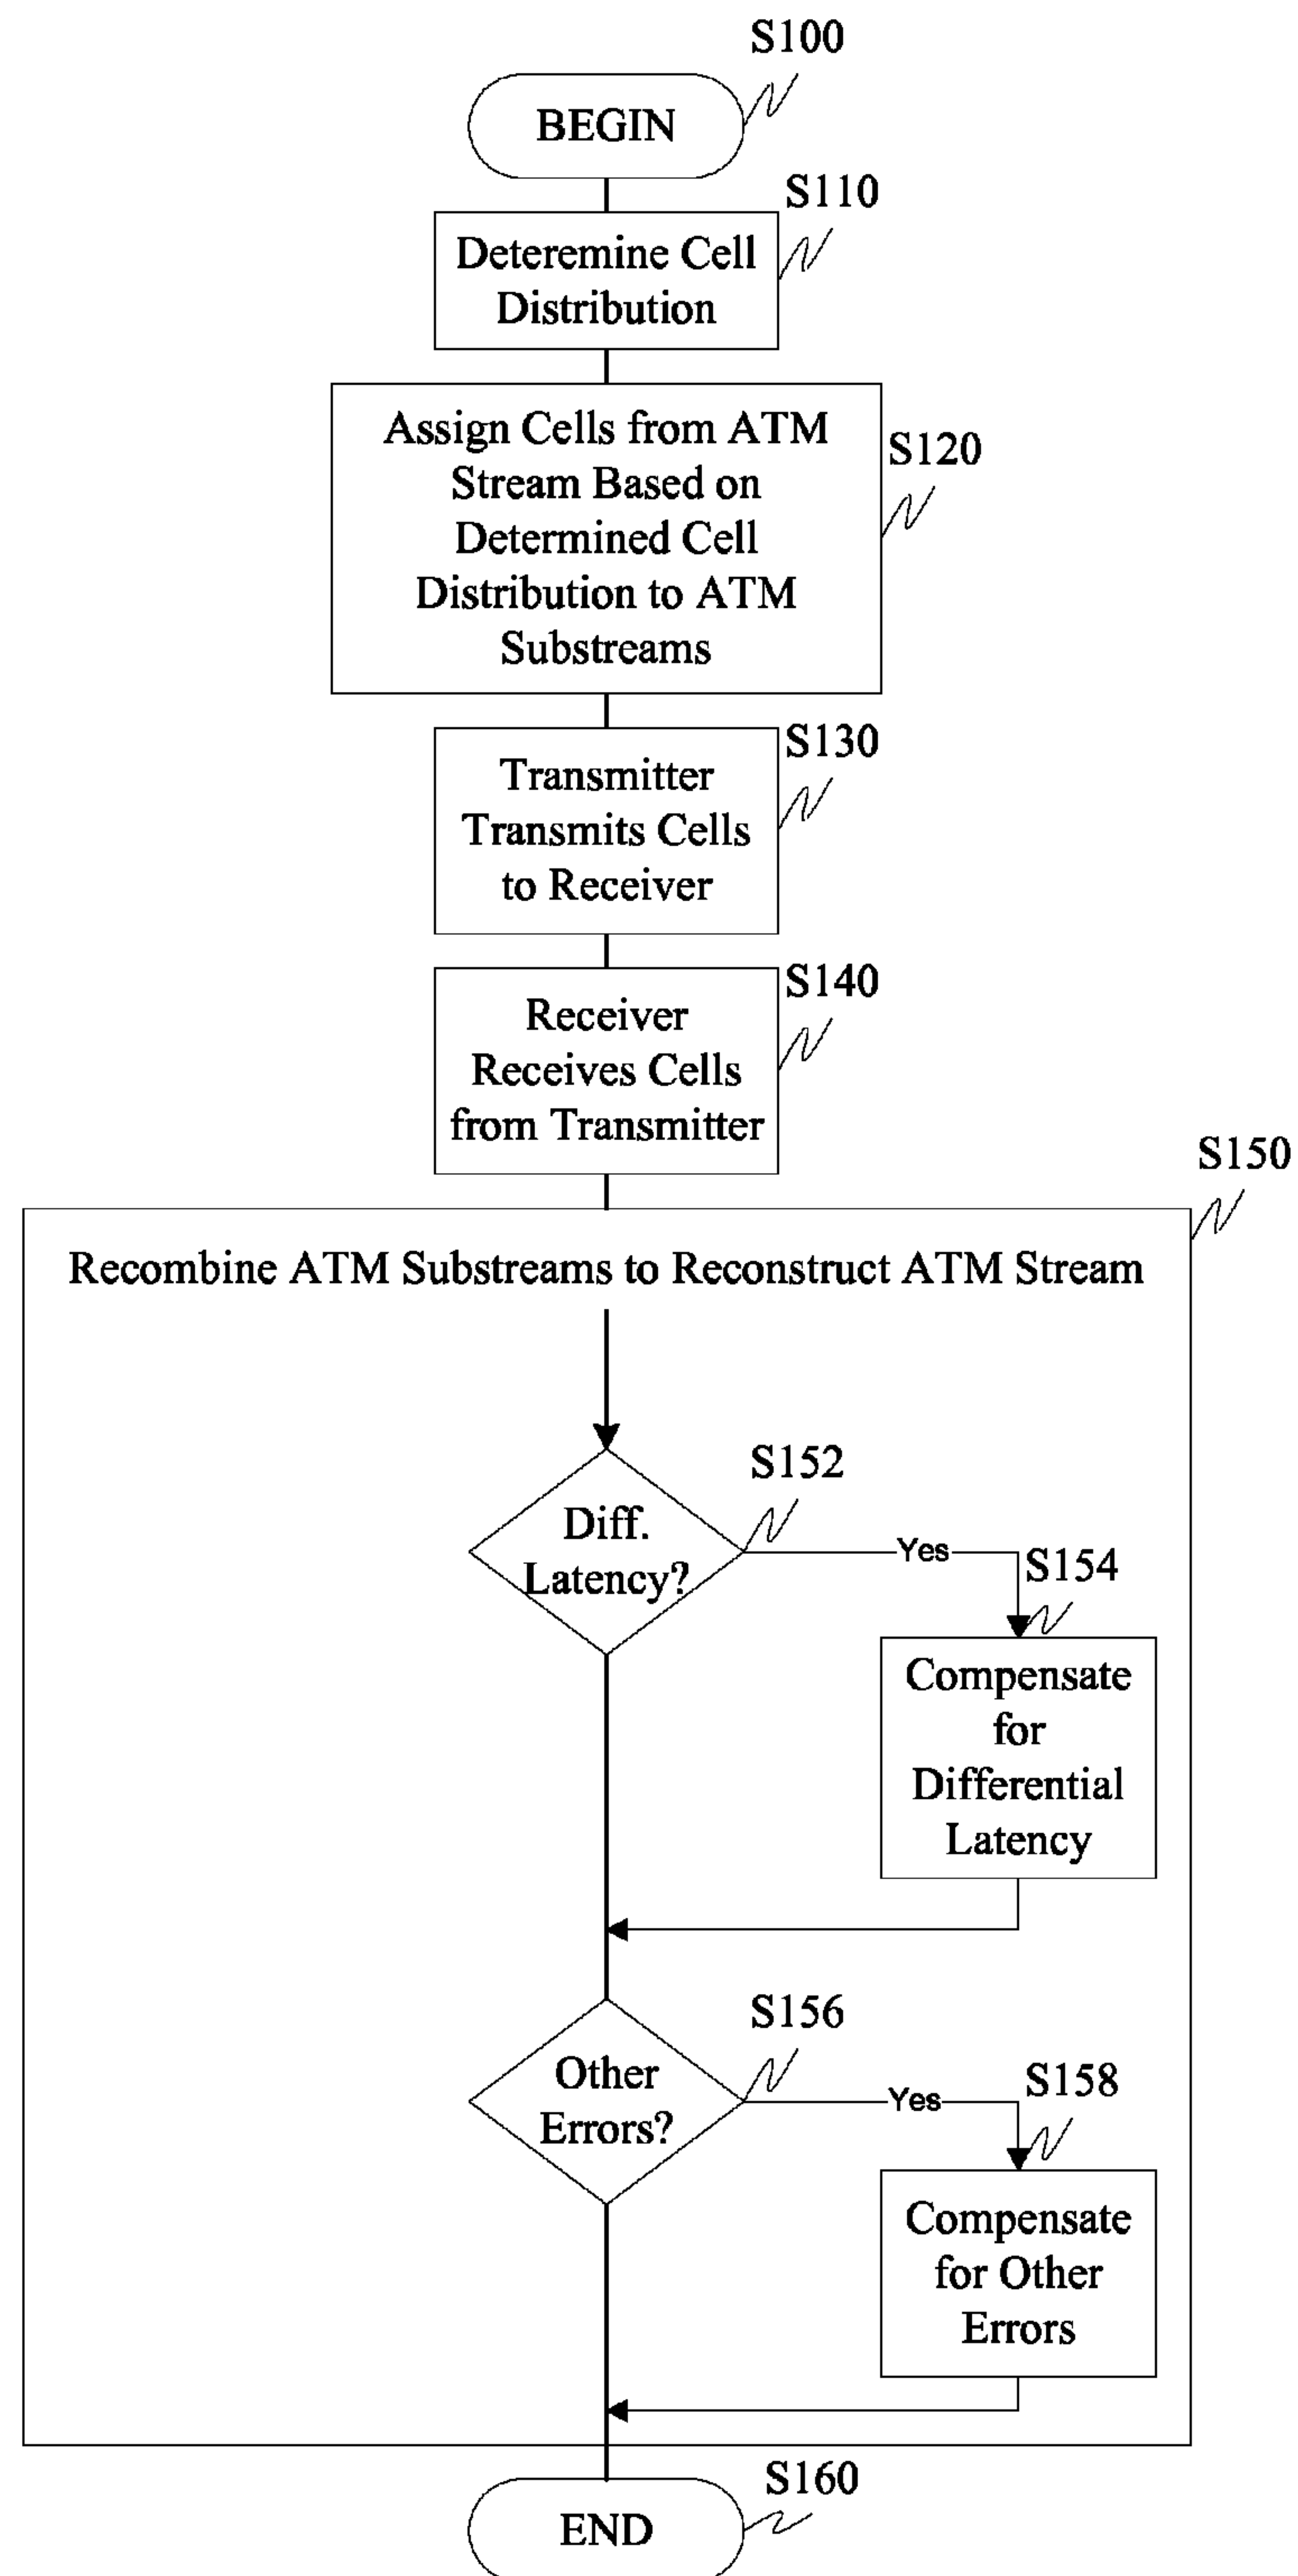 S100
BEGIN
S110
Deteremine Cell
Distribution
Assign Cells from ATM
Stream Based on
Determined Cell
Distribution to ATM
Substreams
S120
S130
Transmitter
Transmits Cells
to Receiver
S140
Receiver
Receives Cells
from Transmitter
S150
Recombine ATM Substreams to Reconstruct ATM Stream
S152
Diff.
Latency?
Yes
S154
Compensate
for
Differential
Latency
S156
Other
Errors?
Yes
S158
Compensate
for Other
Errors
S160
END